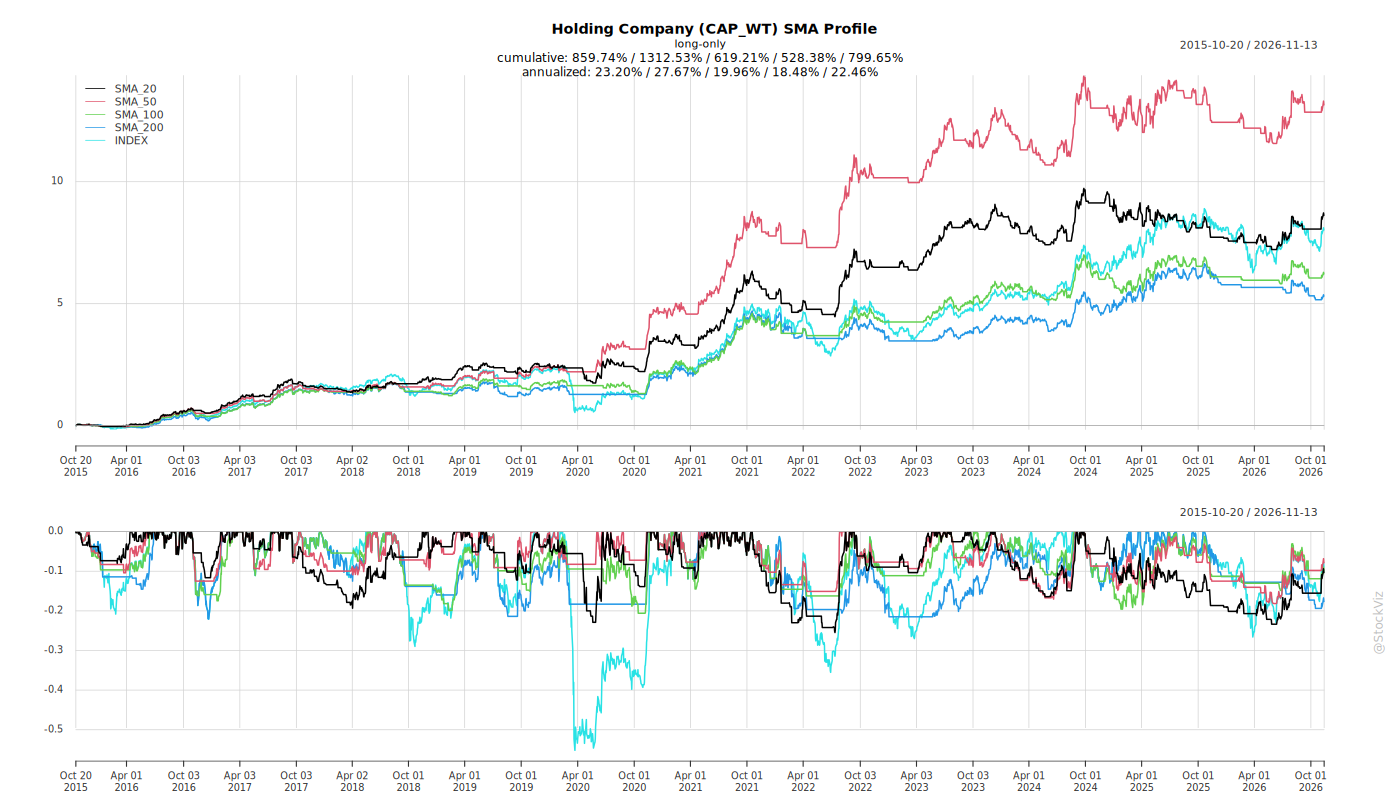 Holding Company (CAP_WT) SMA Profile
long-only
2015-10-20 / 2026-11-13
cumulative: 859.74% / 1312.53% / 619.21% / 528.38% / 799.65%
annualized: 23.20% / 27.67% / 19.96% / 18.48% / 22.46%
SMA_20
SMA_50
SMA_100
SMA_200
INDEX
10
5
0
Oct 20 Apr 01 Oct 03 Apr 03 Oct 03 Apr 02 Oct 01 Apr 01 Oct 01 Apr 01 Oct 01 Apr 01 Oct 01 Apr 01 Oct 03 Apr 03 Oct 03 Apr 01 Oct 01 Apr 01 Oct 01 Apr 01 Oct 01
2015 2016 2016 2017 2017 2018 2018 2019 2019 2020 2020 2021 2021 2022 2022 2023 2023 2024 2024 2025 2025 2026 2026
2015-10-20 / 2026-11-13
0.0
-0.1
-0.2
-0.3
-0.4
-0.5
Oct 20 Apr 01 Oct 03 Apr 03 Oct 03 Apr 02 Oct 01 Apr 01 Oct 01 Apr 01 Oct 01 Apr 01 Oct 01 Apr 01 Oct 03 Apr 03 Oct 03 Apr 01 Oct 01 Apr 01 Oct 01 Apr 01 Oct 01
2015 2016 2016 2017 2017 2018 2018 2019 2019 2020 2020 2021 2021 2022 2022 2023 2023 2024 2024 2025 2025 2026 2026
@StockViz